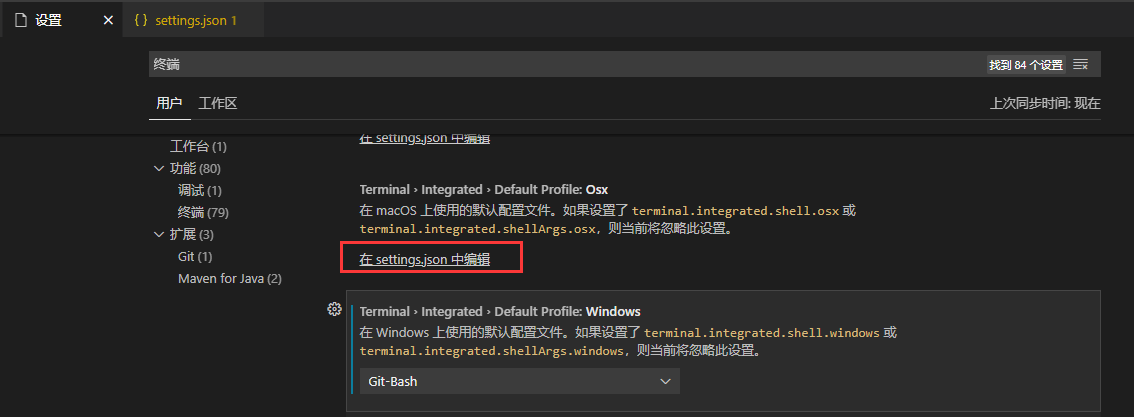 设置
{ } settings.json 1
终端
找到 84 个设置
用户
工作区
上次同步时间: 现在
工作台 (1)
功能 (80)
调试 (1)
终端 (79)
扩展 (3)
Git (1)
Maven for Java (2)
在 settings.json 中编辑
Terminal › Integrated › Default Profile: Osx
在 macOS 上使用的默认配置文件。如果设置了 terminal.integrated.shell.osx 或
terminal.integrated.shellArgs.osx，则当前将忽略此设置。
在 settings.json 中编辑
Terminal › Integrated › Default Profile: Windows
在 Windows 上使用的默认配置文件。如果设置了 terminal.integrated.shell.windows 或
terminal.integrated.shellArgs.windows，则当前将忽略此设置。
Git-Bash